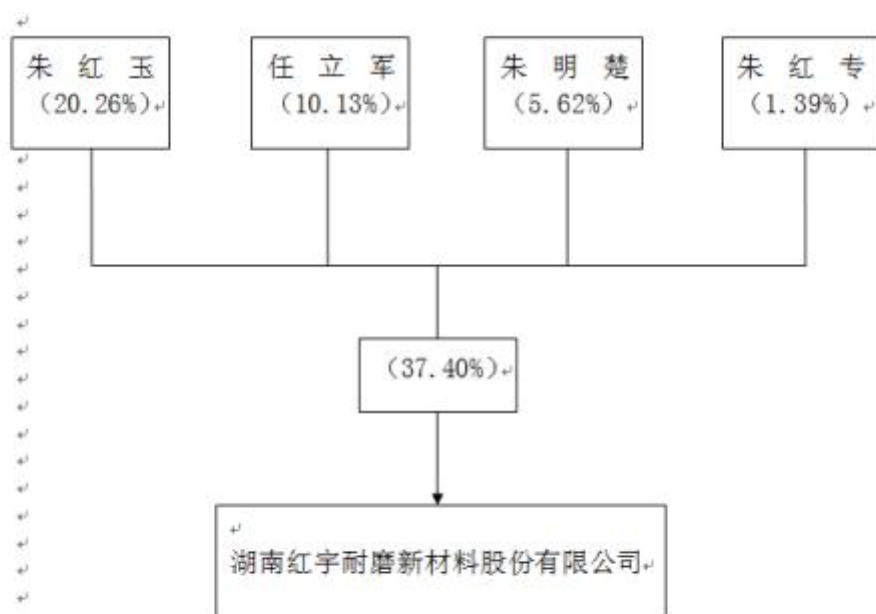 朱红玉
（20.26%）
任立军
（10.13%）
朱明楚
（5.62%）
朱红专
（1.39%）
（37.40%）
湖南红宇耐磨新材料股份有限公司